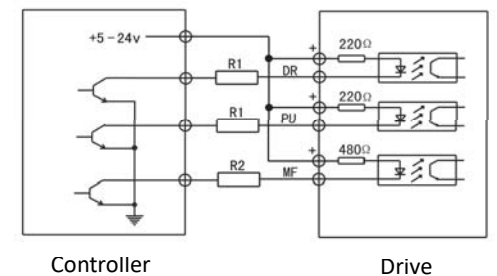 +5-24v
+
220Ω
R1
DR
+
220Ω
R1
PU
+
480Ω
R2
MF
Controller
Drive